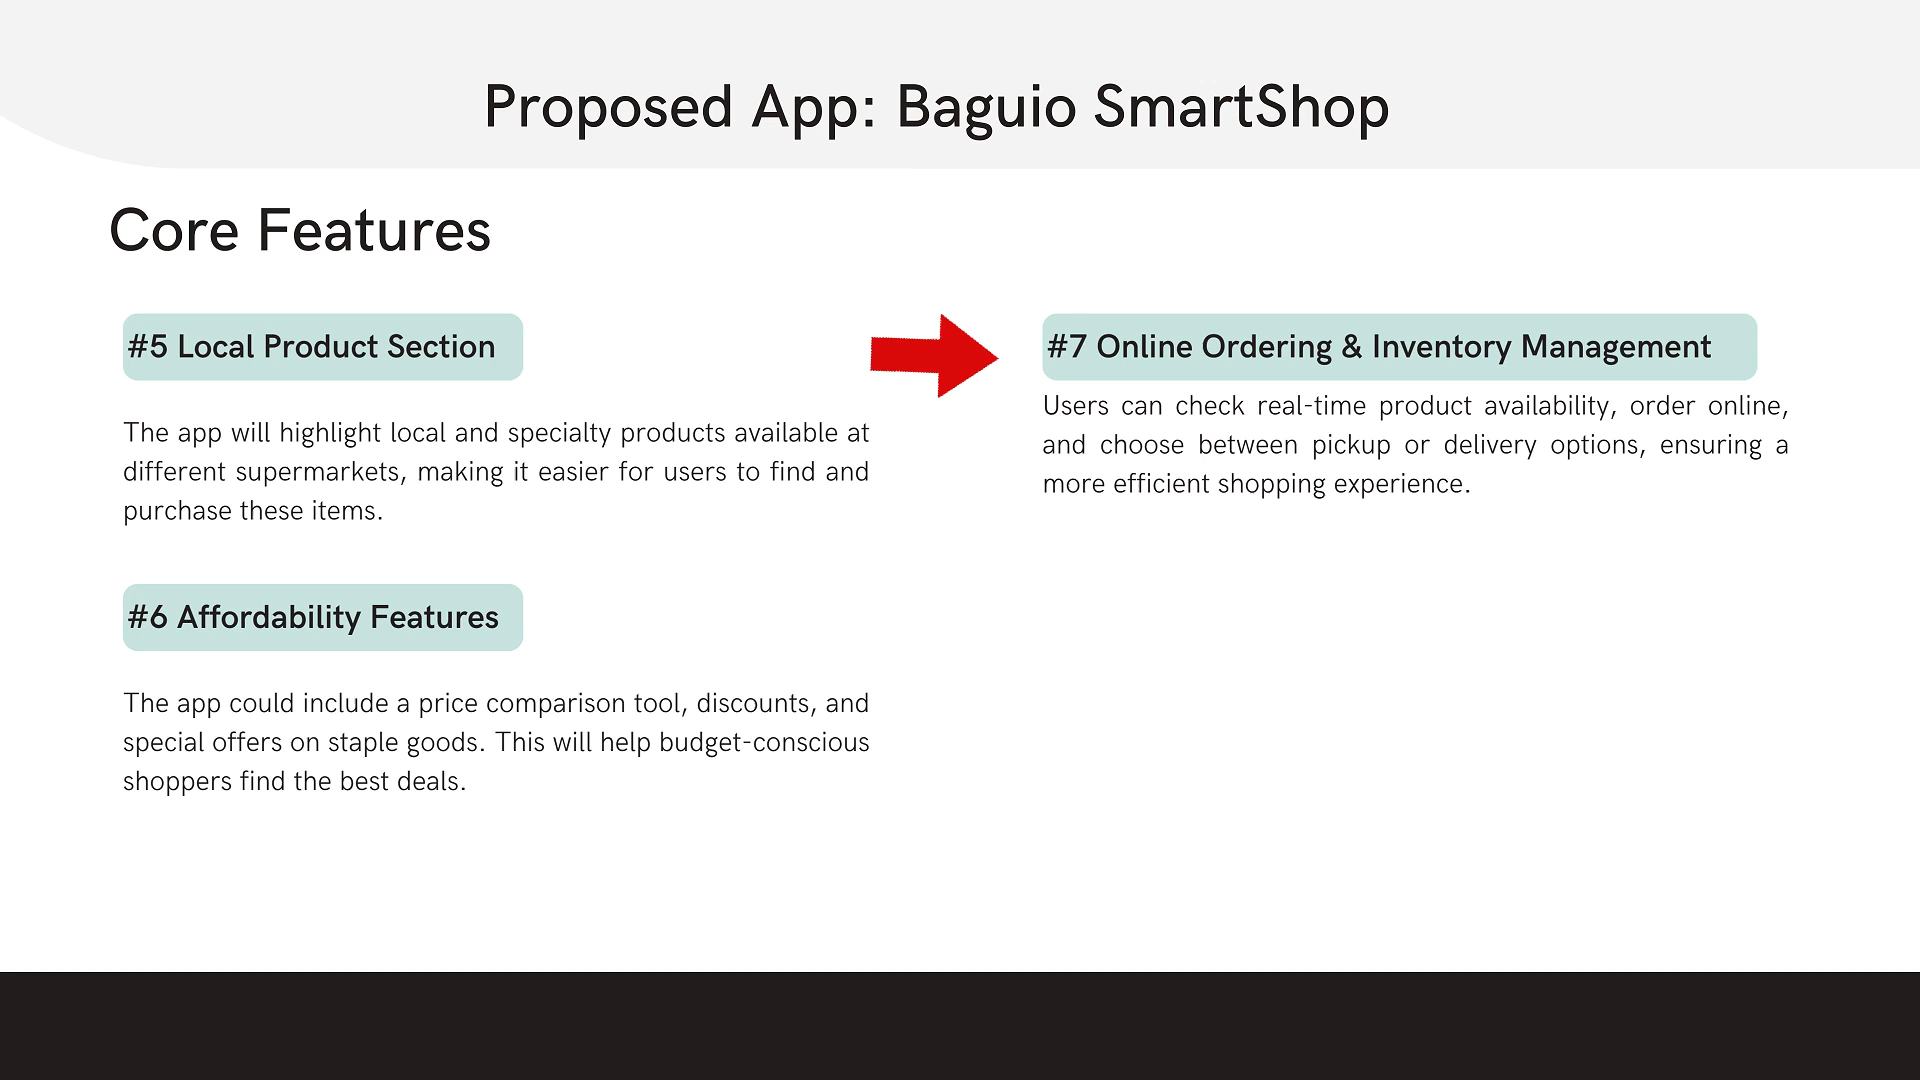 Proposed App: Baguio SmartShop
Core Features
#5 Local Product Section
The app will highlight local and specialty products available at
different supermarkets, making it easier for users to find and
purchase these items.
#6 Affordability Features
The app could include a price comparison tool, discounts, and
special offers on staple goods. This will help budget-conscious
shoppers find the best deals.
#7 Online Ordering & Inventory Management
Users can check real-time product availability, order online,
and choose between pickup or delivery options, ensuring a
more efficient shopping experience.